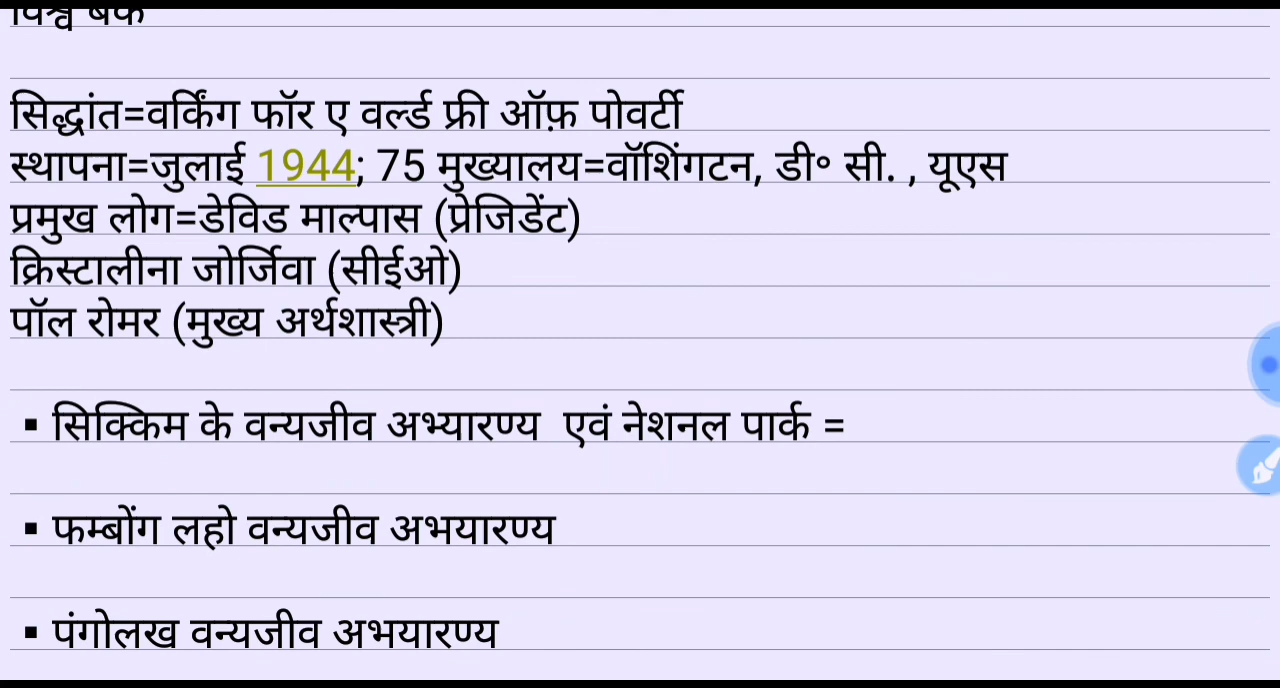 विश्व बैंक
सिद्धांत=वर्किंग फॉर ए वर्ल्ड फ्री ऑफ़ पोवर्टी
स्थापना=जुलाई 1944; 75 मुख्यालय=वॉशिंगटन, डी॰ सी. , यूएस
प्रमुख लोग=डेविड माल्पास (प्रेजिडेंट)
क्रिस्टालीना जोर्जिवा (सीईओ)
पॉल रोमर (मुख्य अर्थशास्त्री)
▪ सिक्किम के वन्यजीव अभ्यारण्य एवं नेशनल पार्क =
▪ फम्बोंग लहो वन्यजीव अभयारण्य
▪ पंगोलख वन्यजीव अभयारण्य